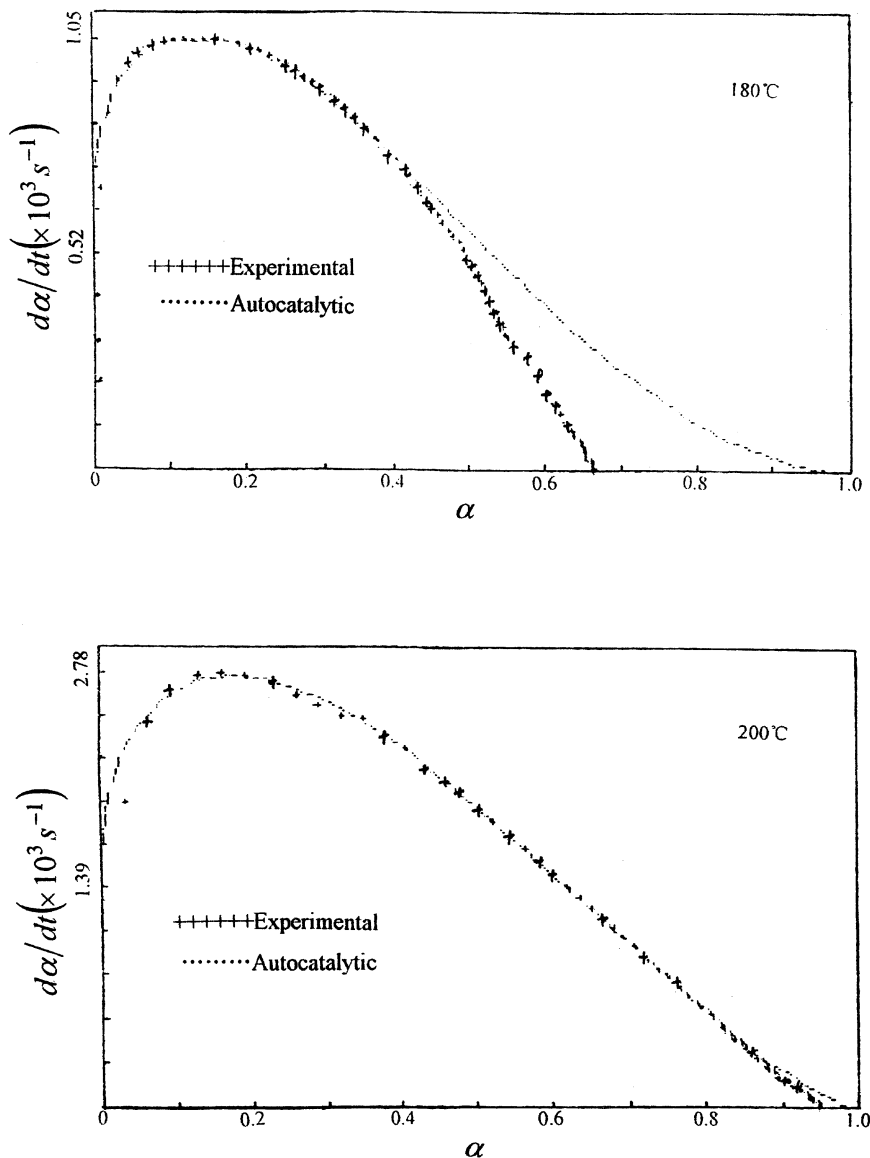 1.05
180℃
dα/dt(×10³ s⁻¹)
0.52
+++++++Experimental
········Autocatalytic
0 0.2 0.4 0.6 0.8 1.0
α
2.78
200℃
dα/dt(×10³ s⁻¹)
1.39
+++++++Experimental
········Autocatalytic
0 0.2 0.4 0.6 0.8 1.0
α